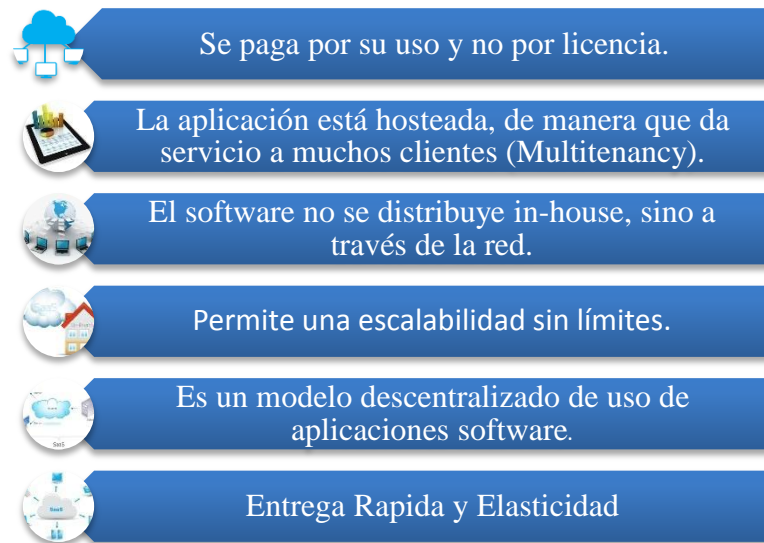 Se paga por su uso y no por licencia.
La aplicación está hosteada, de manera que da
servicio a muchos clientes (Multitenancy).
El software no se distribuye in-house, sino a
través de la red.
Permite una escalabilidad sin límites.
Es un modelo descentralizado de uso de
aplicaciones software.
SaaS
Entrega Rapida y Elasticidad
SaaS